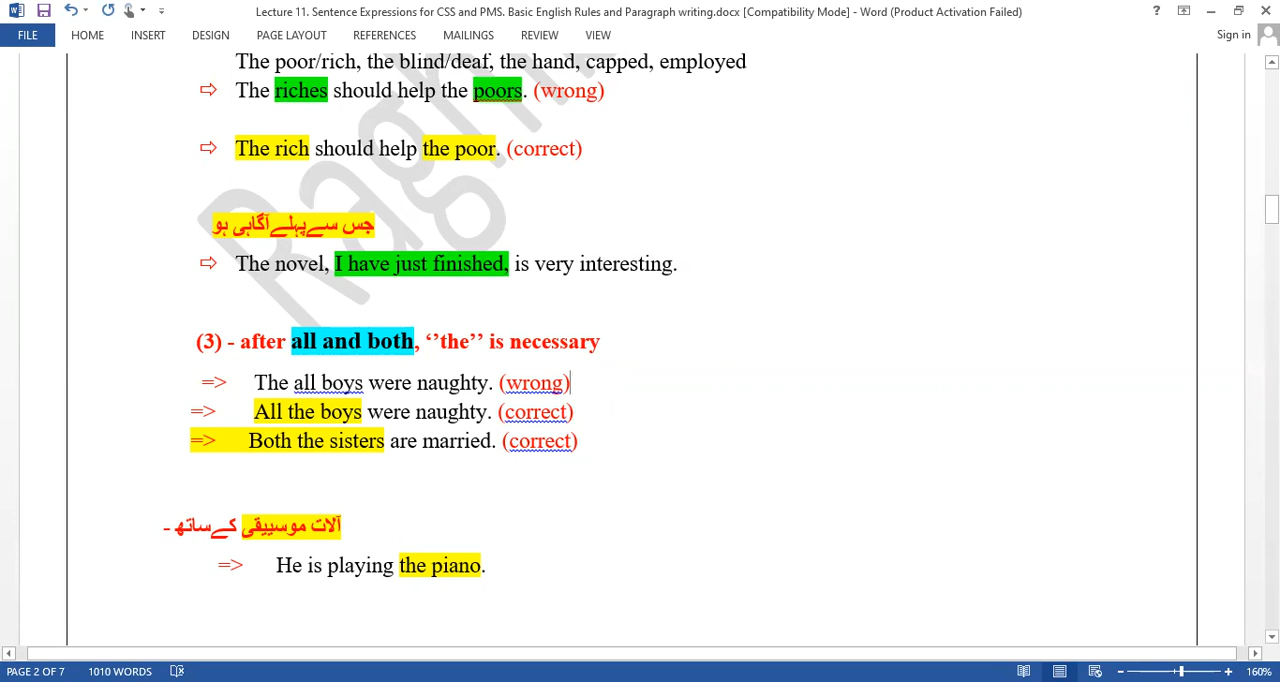 Lecture 11. Sentence Expressions for CSS and PMS. Basic English Rules and Paragraph writing.docx [Compatibility Mode] - Word (Product Activation Failed)
FILE HOME INSERT DESIGN PAGE LAYOUT REFERENCES MAILINGS REVIEW VIEW Sign in
The poor/rich, the blind/deaf, the hand, capped, employed
⇨ The riches should help the poors. (wrong)
⇨ The rich should help the poor. (correct)
جس سے پہلے آگاہی ہو
⇨ The novel, I have just finished, is very interesting.
(3) - after all and both, ‘’the’’ is necessary
=> The all boys were naughty. (wrong)
=> All the boys were naughty. (correct)
=> Both the sisters are married. (correct)
آلات موسییقی کے ساتھ -
=> He is playing the piano.
PAGE 2 OF 7 1010 WORDS 160%